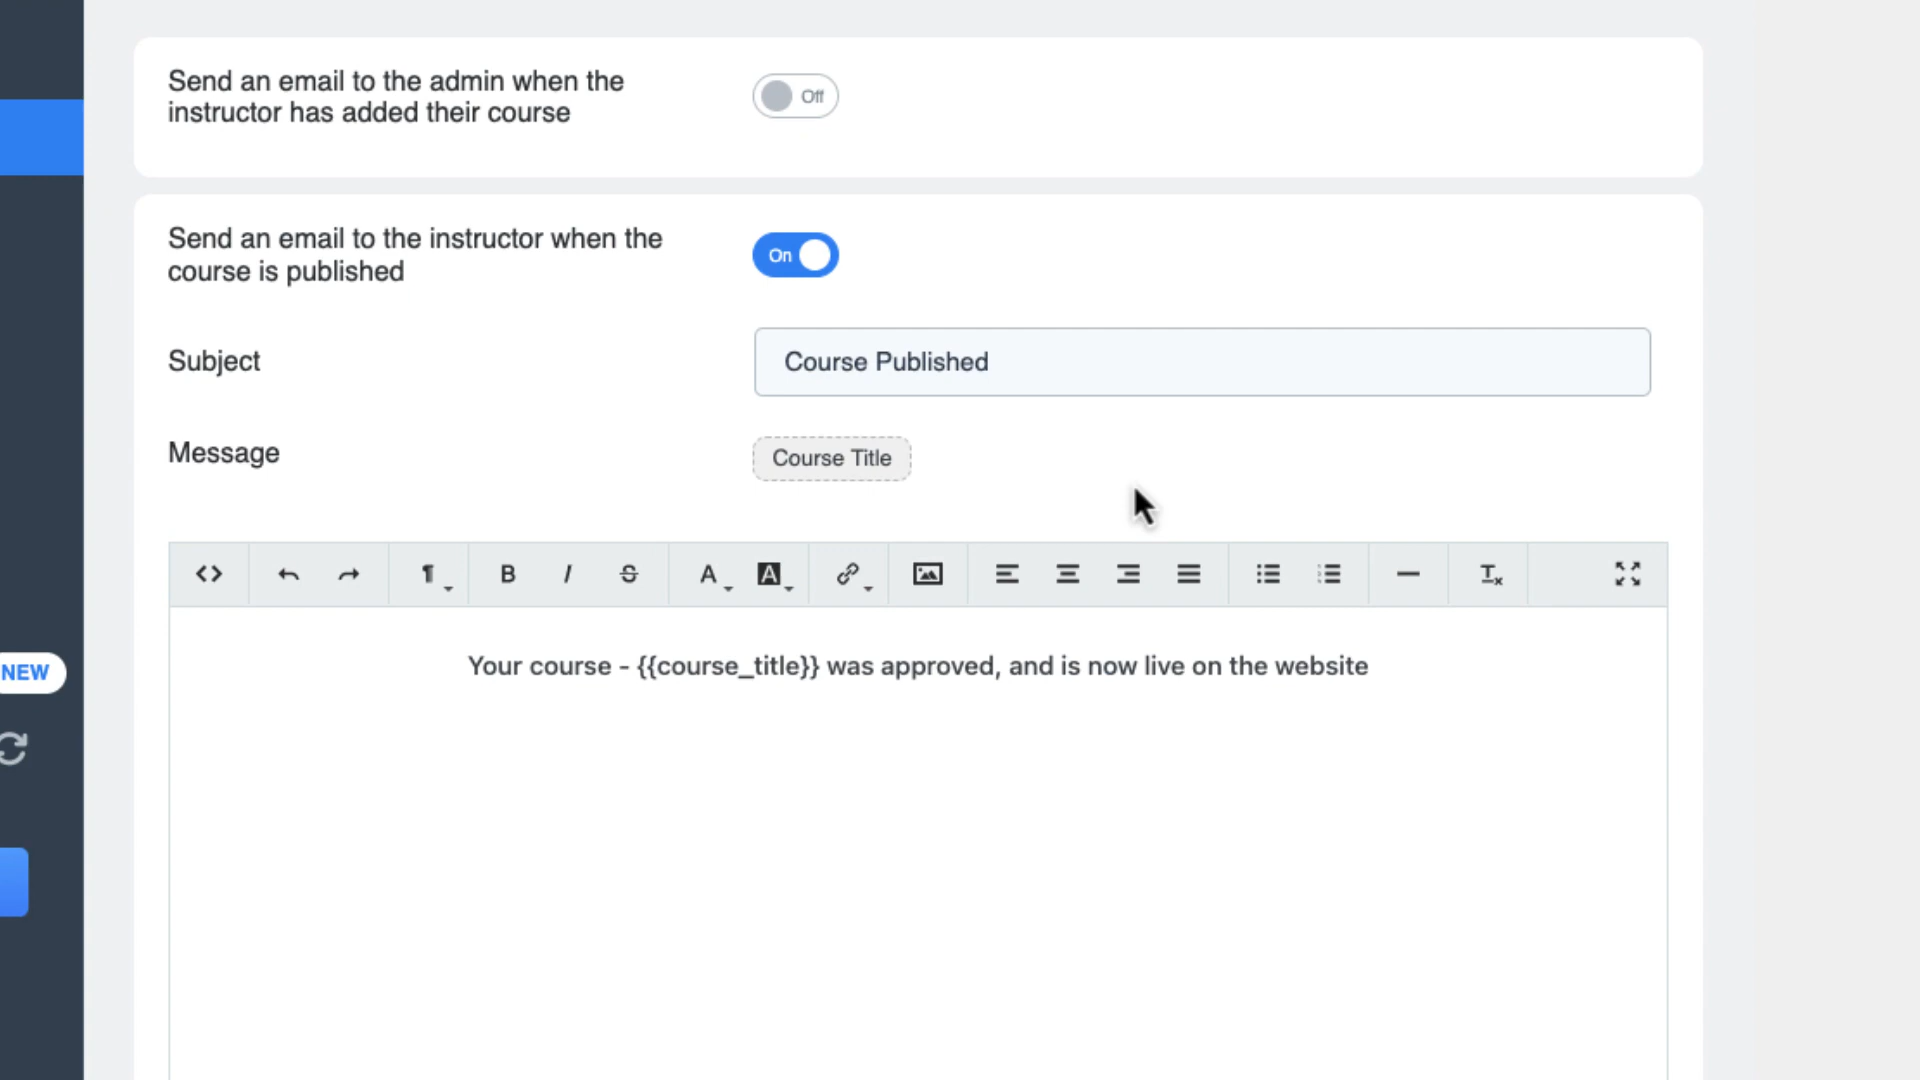 Send an email to the admin when the
instructor has added their course
Off
Send an email to the instructor when the
course is published
On
Subject
Course Published
Message
Course Title
Your course - {{course_title}} was approved, and is now live on the website
NEW